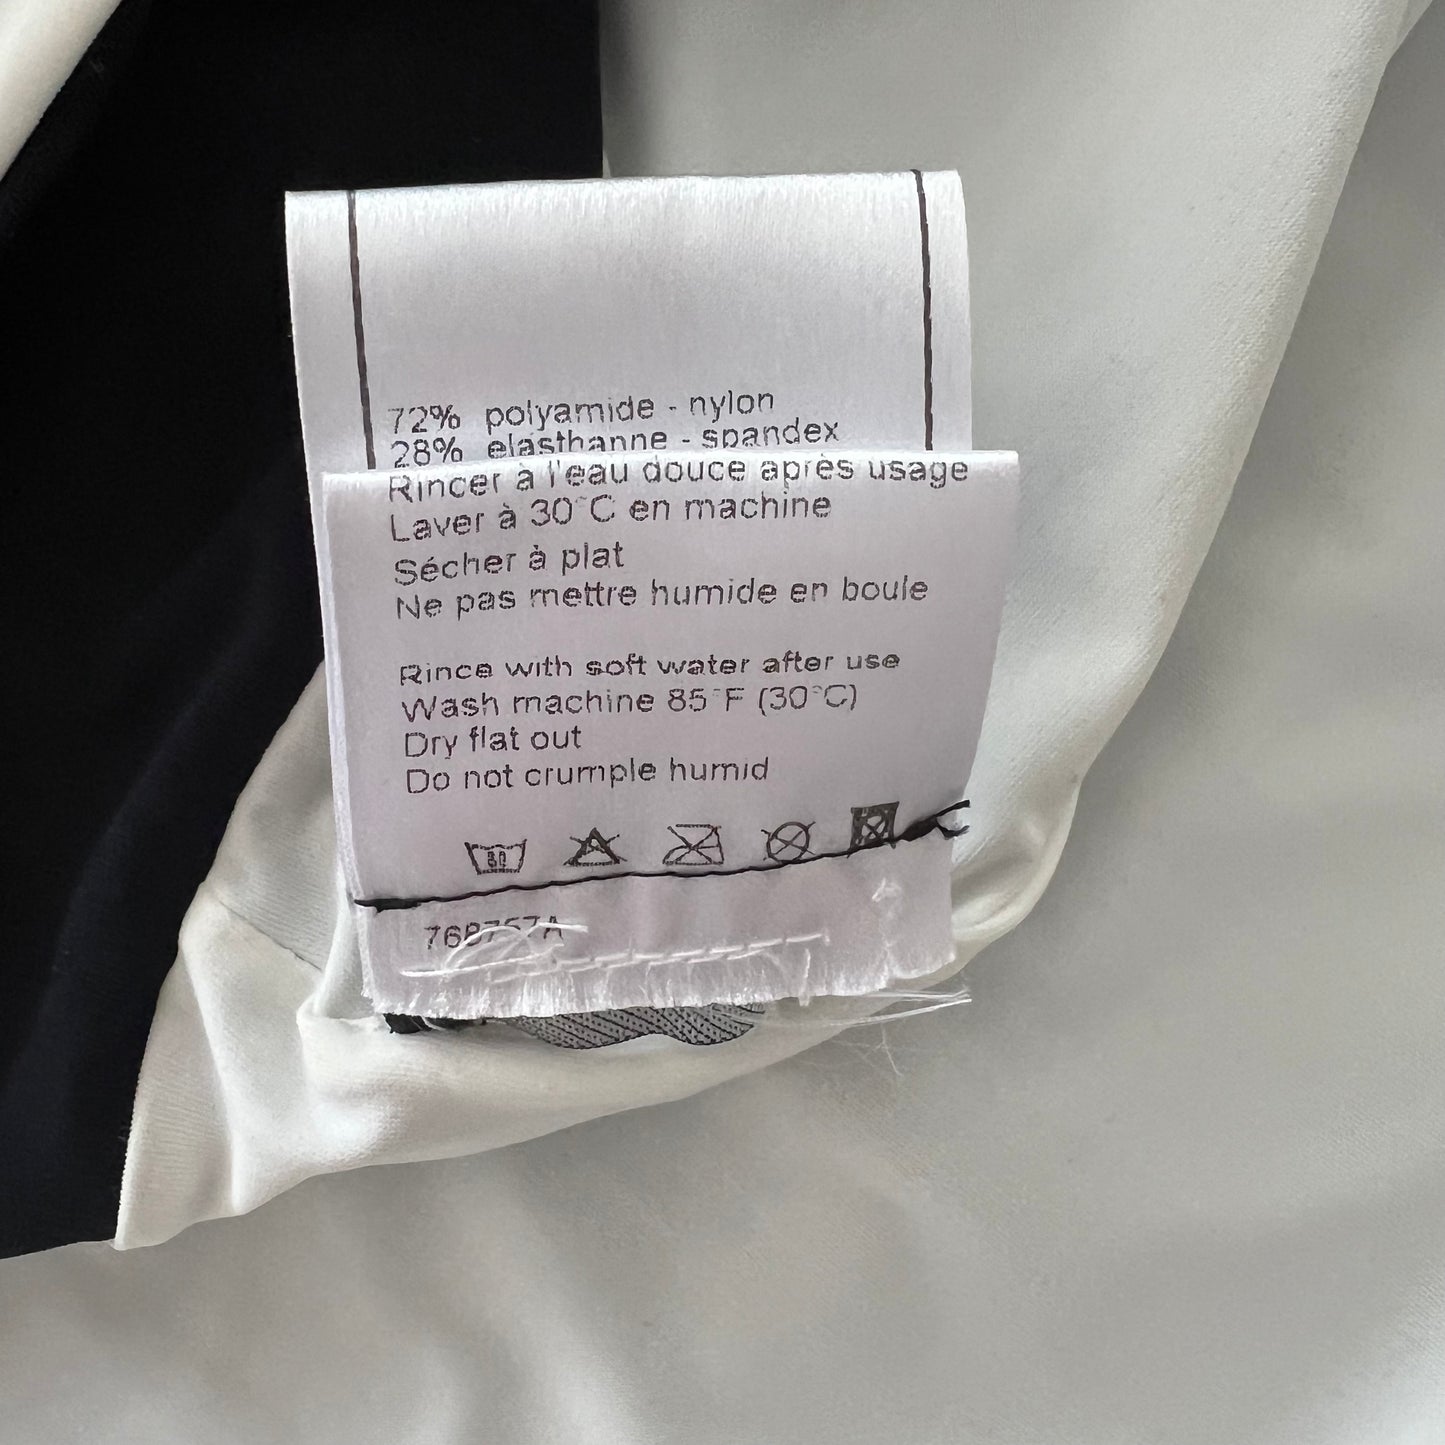 72% polyamide - nylon
28% elasthanne - spandex
Rincer à l'eau douce après usage
Laver à 30°C en machine
Sécher à plat
Ne pas mettre humide en boule
Rince with soft water after use
Wash machine 85°F (30°C)
Dry flat out
Do not crumple humid
30
768757A